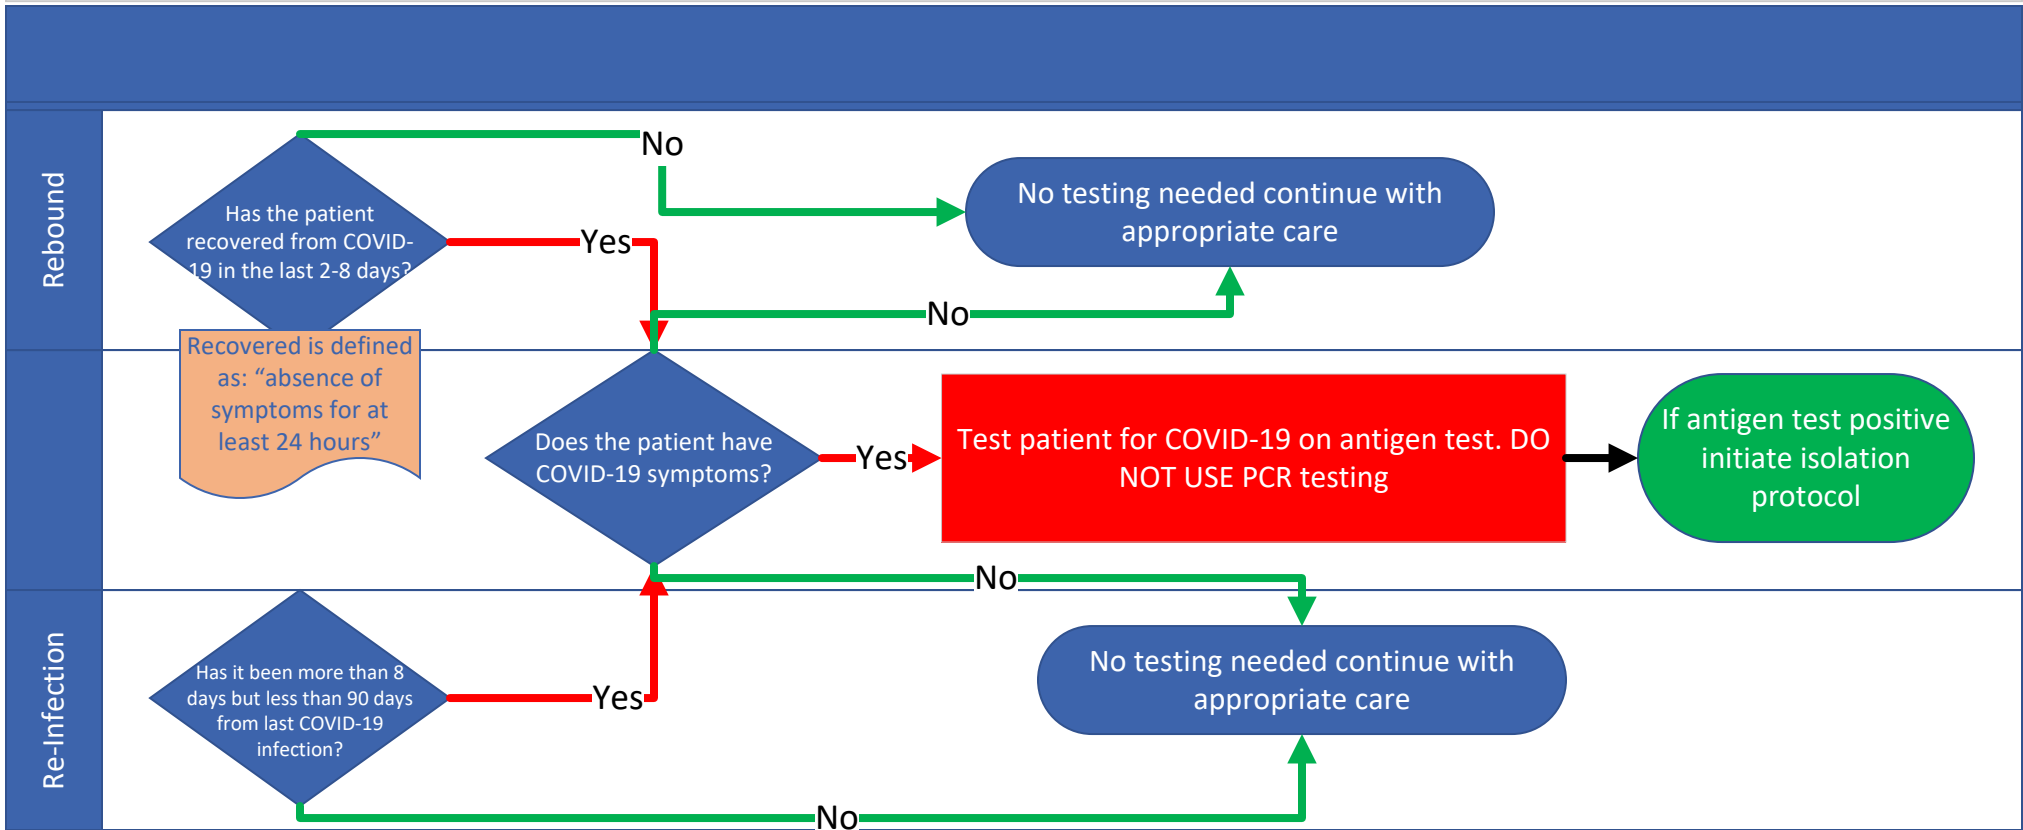 Rebound
Has the patient
recovered from COVID-
19 in the last 2-8 days?
No
Yes
No testing needed continue with
appropriate care
No
Recovered is defined
as: “absence of
symptoms for at
least 24 hours”
Does the patient have
COVID-19 symptoms?
Yes
Test patient for COVID-19 on antigen test. DO
NOT USE PCR testing
If antigen test positive
initiate isolation
protocol
No
Re-Infection
Has it been more than 8
days but less than 90 days
from last COVID-19
infection?
Yes
No testing needed continue with
appropriate care
No